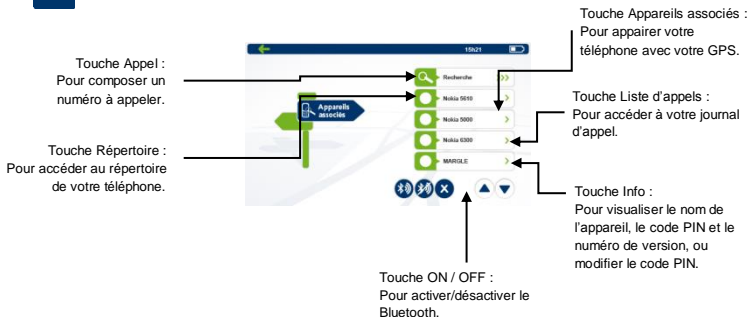 Touche Appareils associés :
Pour appairer votre
téléphone avec votre GPS.
Touche Appel :
Pour composer un
numéro à appeler.
Touche Répertoire :
Pour accéder au répertoire
de votre téléphone.
15h21
Appareils
associés
Recherche
Nokia 5610
Nokia 5000
Nokia 6300
MARGLE
Touche Liste d'appels :
Pour accéder à votre journal
d'appel.
Touche Info :
Pour visualiser le nom de
l'appareil, le code PIN et le
numéro de version, ou
modifier le code PIN.
Touche ON / OFF :
Pour activer/désactiver le
Bluetooth.